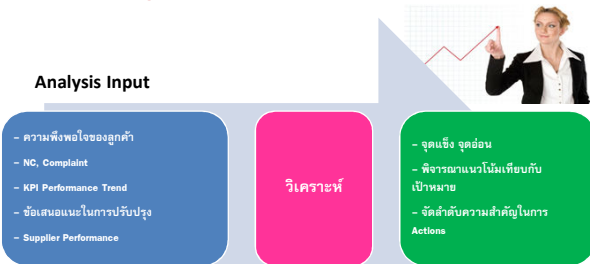 Analysis Input
– ความพึงพอใจของลูกค้า
– NC, Complaint
– KPI Performance Trend
– ข้อเสนอแนะในการปรับปรุง
– Supplier Performance
วิเคราะห์
– จุดแข็ง จุดอ่อน
– พิจารณาแนวโน้มเทียบกับ
เป้าหมาย
– จัดลำดับความสำคัญในการ
Actions